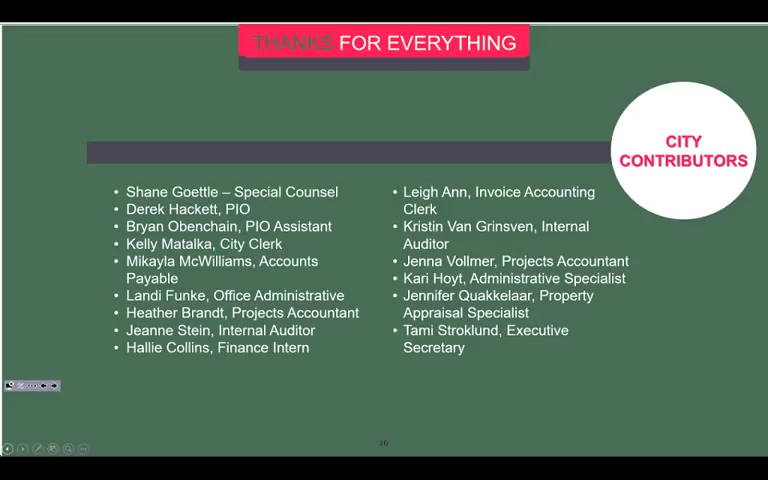 THANKS FOR EVERYTHING
CITY
CONTRIBUTORS
• Shane Goettle – Special Counsel
• Derek Hackett, PIO
• Bryan Obenchain, PIO Assistant
• Kelly Matalka, City Clerk
• Mikayla McWilliams, Accounts
Payable
• Landi Funke, Office Administrative
• Heather Brandt, Projects Accountant
• Jeanne Stein, Internal Auditor
• Hallie Collins, Finance Intern
• Leigh Ann, Invoice Accounting
Clerk
• Kristin Van Grinsven, Internal
Auditor
• Jenna Vollmer, Projects Accountant
• Kari Hoyt, Administrative Specialist
• Jennifer Quakkelaar, Property
Appraisal Specialist
• Tami Stroklund, Executive
Secretary